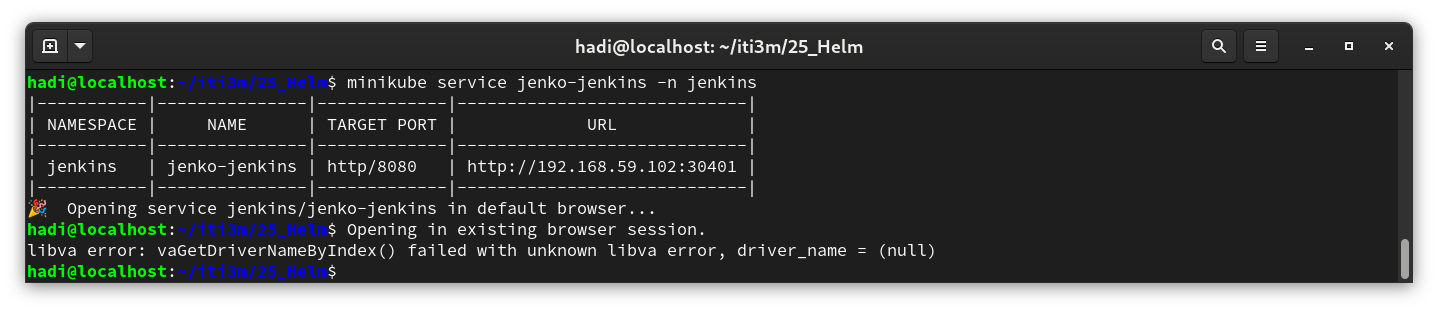 hadi@localhost: ~/iti3m/25_Helm
hadi@localhost:~/iti3m/25_Helm$ minikube service jenko-jenkins -n jenkins
|-----------|---------------|-------------|-----------------------------|
| NAMESPACE |     NAME      | TARGET PORT |             URL             |
|-----------|---------------|-------------|-----------------------------|
| jenkins   | jenko-jenkins | http/8080   | http://192.168.59.102:30401 |
|-----------|---------------|-------------|-----------------------------|
🎉  Opening service jenkins/jenko-jenkins in default browser...
hadi@localhost:~/iti3m/25_Helm$ Opening in existing browser session.
libva error: vaGetDriverNameByIndex() failed with unknown libva error, driver_name = (null)
hadi@localhost:~/iti3m/25_Helm$